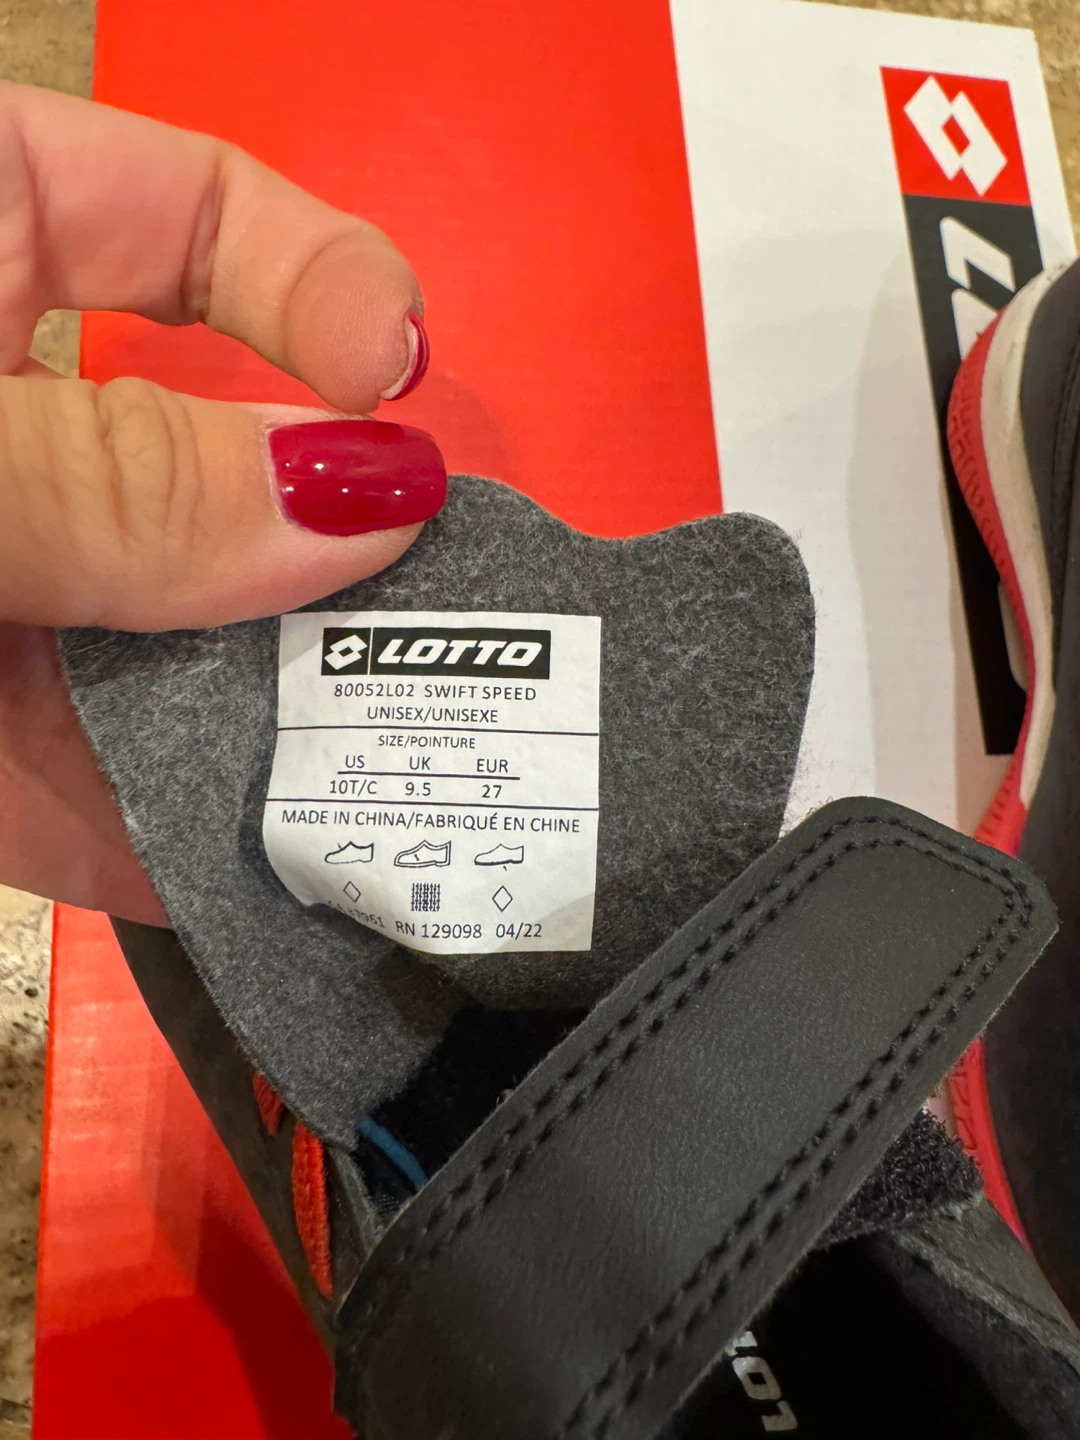 LOTTO
80052L02 SWIFT SPEED
UNISEX/UNISEXE
SIZE/POINTURE
US UK EUR
10T/C 9.5 27
MADE IN CHINA/FABRIQUÉ EN CHINE
RN 129098 04/22